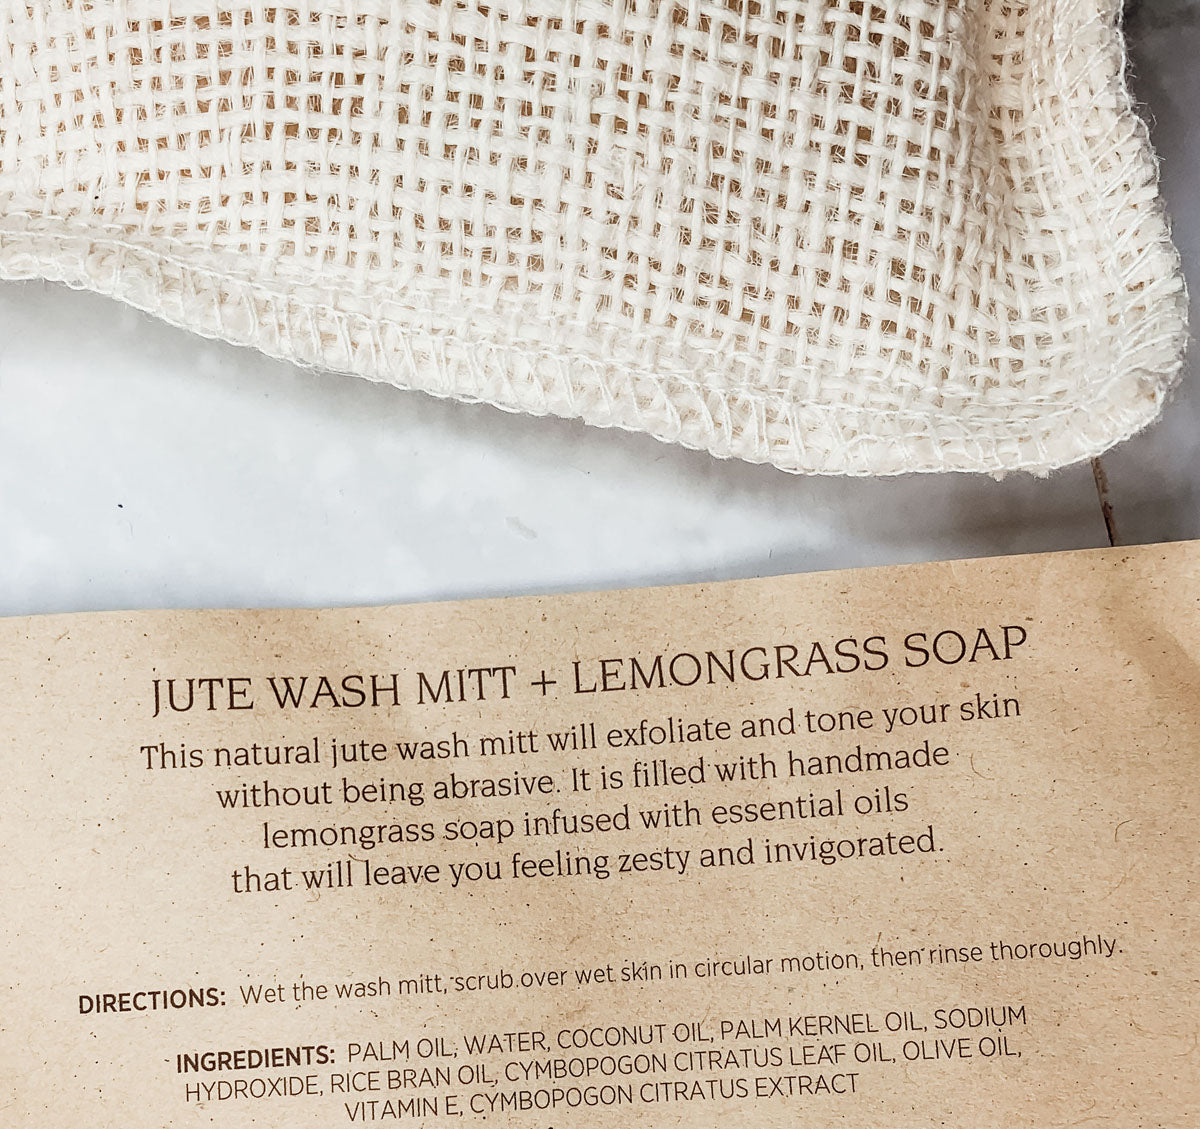 JUTE WASH MITT + LEMONGRASS SOAP
This natural jute wash mitt will exfoliate and tone your skin
without being abrasive. It is filled with handmade
lemongrass soap infused with essential oils
that will leave you feeling zesty and invigorated.
DIRECTIONS: Wet the wash mitt, scrub over wet skin in circular motion, then rinse thoroughly.
INGREDIENTS: PALM OIL, WATER, COCONUT OIL, PALM KERNEL OIL, SODIUM
HYDROXIDE, RICE BRAN OIL, CYMBOPOGON CITRATUS LEAF OIL, OLIVE OIL,
VITAMIN E, CYMBOPOGON CITRATUS EXTRACT